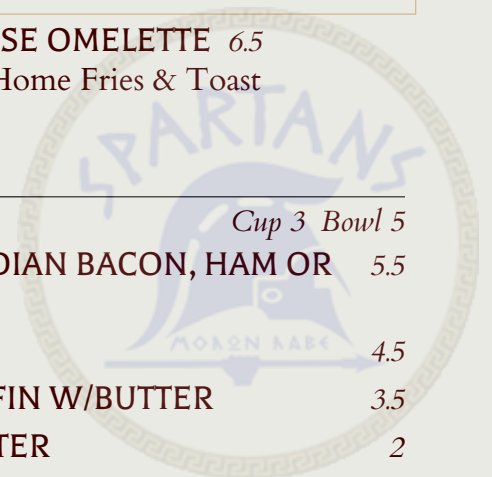 SE OMELETTE 6.5
Home Fries & Toast
SPARTANS
Cup 3 Bowl 5
DIAN BACON, HAM OR 5.5
ΜΟΛΩΝ ΛΑΒΕ
4.5
FIN W/BUTTER 3.5
TER 2